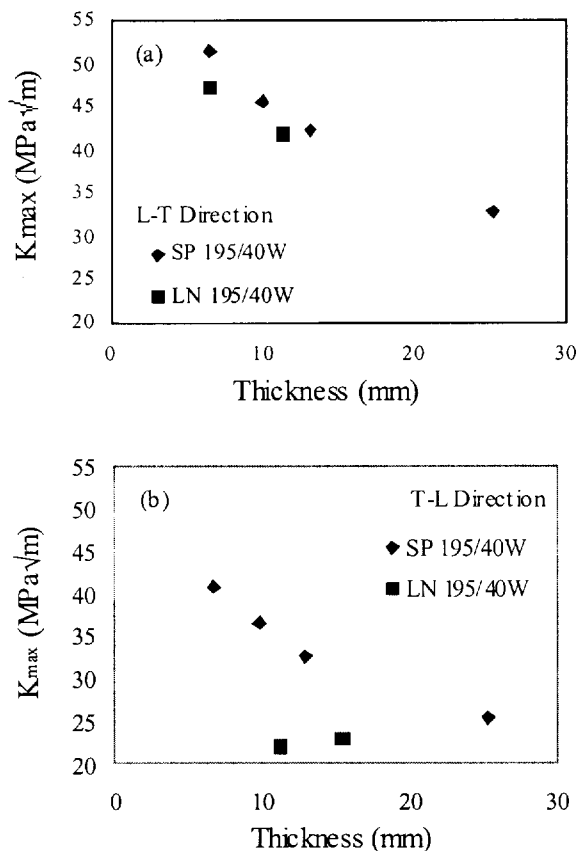 55
50
45
40
35
30
25
20
Kmax (MPa√m)
(a)
L-T Direction
SP 195/40W
LN 195/40W
0 10 20 30
Thickness (mm)
55
50
45
40
35
30
25
20
Kmax (MPa√m)
(b)
T-L Direction
SP 195/40W
LN 195/40W
0 10 20 30
Thickness (mm)